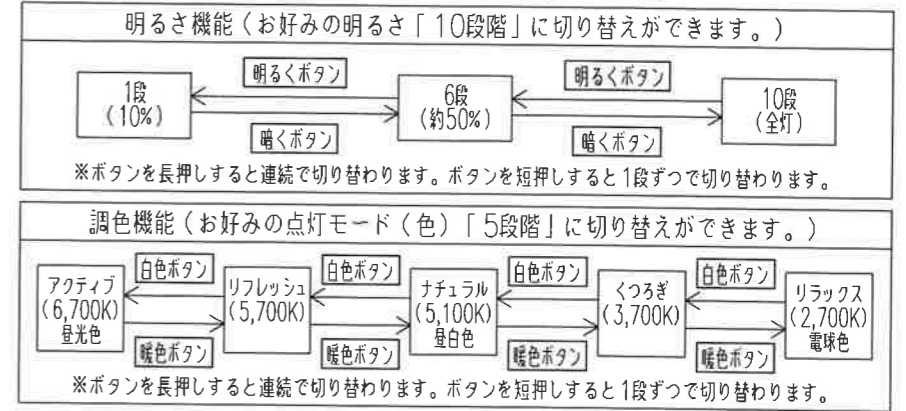 明るさ機能（お好みの明るさ「10段階」に切り替えができます。）
明るくボタン
明るくボタン
1段
（10%）
6段
（約50%）
10段
（全灯）
暗くボタン
暗くボタン
※ボタンを長押しすると連続で切り替わります。ボタンを短押しすると1段ずつで切り替わります。
調色機能（お好みの点灯モード（色）「5段階」に切り替えができます。）
白色ボタン
白色ボタン
白色ボタン
白色ボタン
アクティブ
（6,700K）
昼光色
リフレッシュ
（5,700K）
ナチュラル
（5,100K）
昼白色
くつろぎ
（3,700K）
リラックス
（2,700K）
電球色
暖色ボタン
暖色ボタン
暖色ボタン
暖色ボタン
※ボタンを長押しすると連続で切り替わります。ボタンを短押しすると1段ずつで切り替わります。